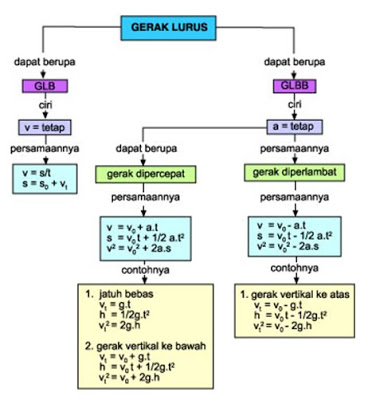 GERAK LURUS
dapat berupa
dapat berupa
GLB
GLBB
ciri
ciri
v = tetap
a = tetap
persamaannya
dapat berupa
persamaannya
v = s/t
s = s₀ + vₜ
gerak dipercepat
gerak diperlambat
persamaannya
persamaannya
v = v₀ + a.t
s = v₀t + 1/2 a.t²
v² = v₀² + 2a.s
v = v₀ - a.t
s = v₀t - 1/2 a.t²
v² = v₀² - 2a.s
contohnya
contohnya
1. jatuh bebas
vₜ = g.t
h = 1/2g.t²
vₜ² = 2g.h
2. gerak vertikal ke bawah
vₜ = v₀ + g.t
h = v₀t + 1/2g.t²
vₜ² = v₀ + 2g.h
1. gerak vertikal ke atas
vₜ = v₀ - g.t
h = v₀t - 1/2g.t²
vₜ² = v₀ - 2g.h